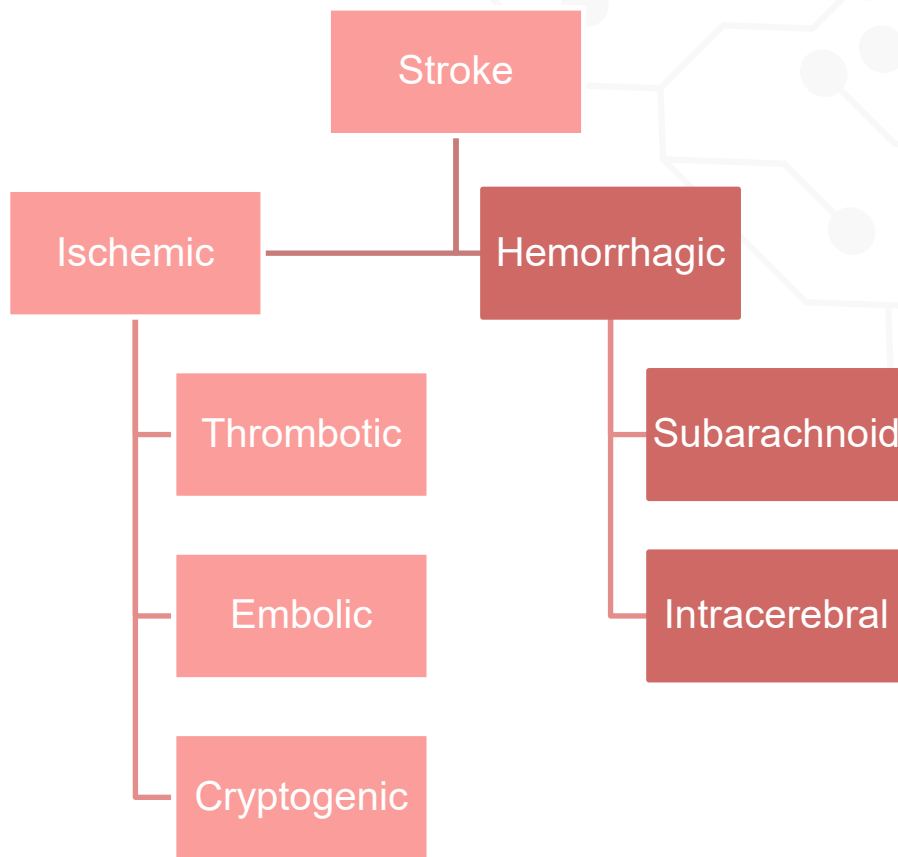 Stroke
Ischemic
Hemorrhagic
Thrombotic
Subarachnoid
Embolic
Intracerebral
Cryptogenic